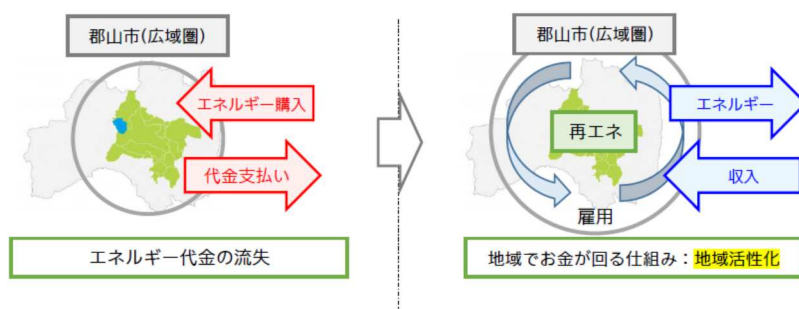 郡山市(広域圏)
エネルギー購入
代金支払い
エネルギー代金の流失
郡山市(広域圏)
エネルギー
再エネ
収入
雇用
地域でお金が回る仕組み：地域活性化